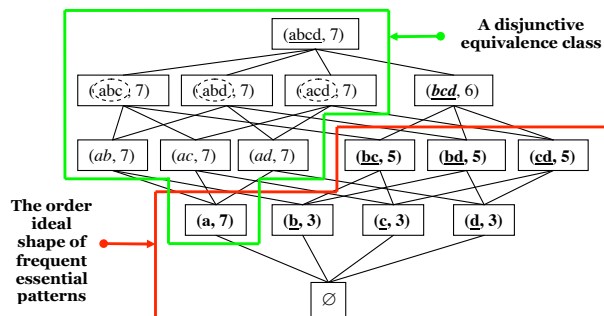 (abcd, 7)
A disjunctive
equivalence class
(abc, 7)
(abd, 7)
(acd, 7)
(bcd, 6)
(ab, 7)
(ac, 7)
(ad, 7)
(bc, 5)
(bd, 5)
(cd, 5)
The order
ideal
shape of
frequent
essential
patterns
(a, 7)
(b, 3)
(c, 3)
(d, 3)
∅